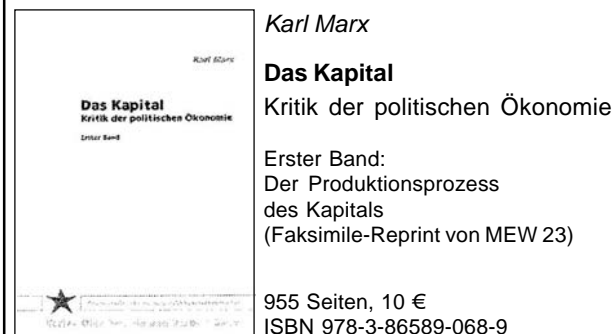 Karl Marx
Das Kapital
Kritik der politischen Ökonomie
Erster Band
Karl Marx
Das Kapital
Kritik der politischen Ökonomie
Erster Band:
Der Produktionsprozess
des Kapitals
(Faksimile-Reprint von MEW 23)
955 Seiten, 10 €
ISBN 978-3-86589-068-9